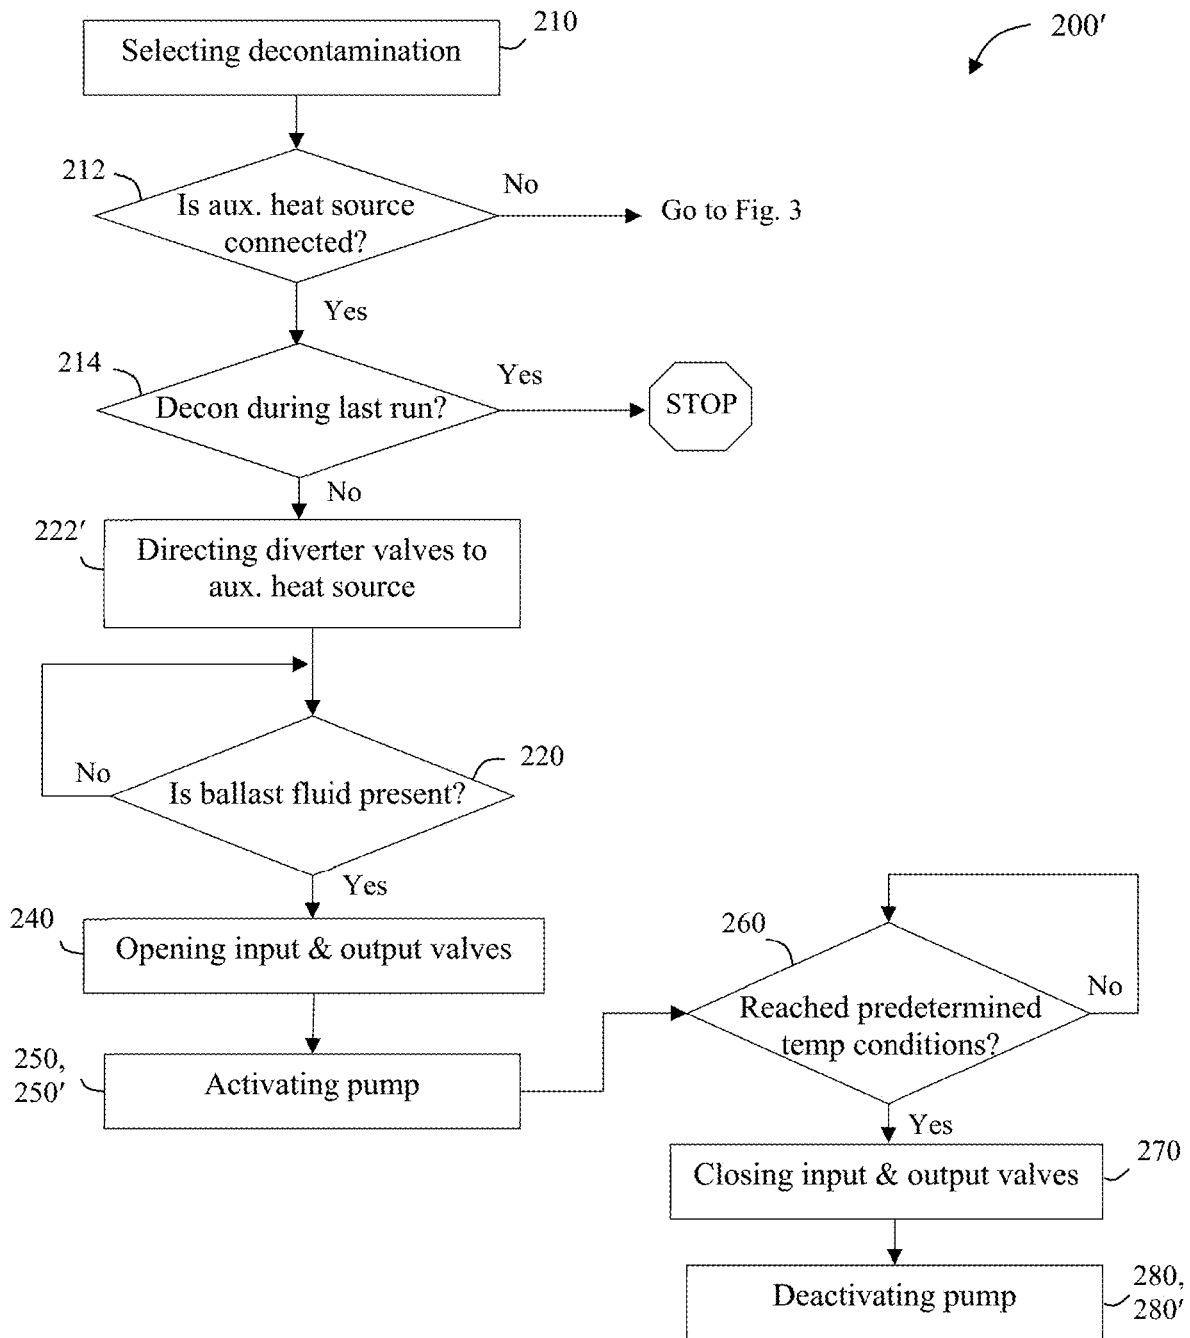 210
Selecting decontamination
200′
212
Is aux. heat source
connected?
No
Go to Fig. 3
Yes
214
Decon during last run?
Yes
STOP
No
222′
Directing diverter valves to
aux. heat source
220
No
Is ballast fluid present?
Yes
240
Opening input & output valves
250,
250′
Activating pump
260
Reached predetermined
temp conditions?
No
Yes
270
Closing input & output valves
280,
280′
Deactivating pump